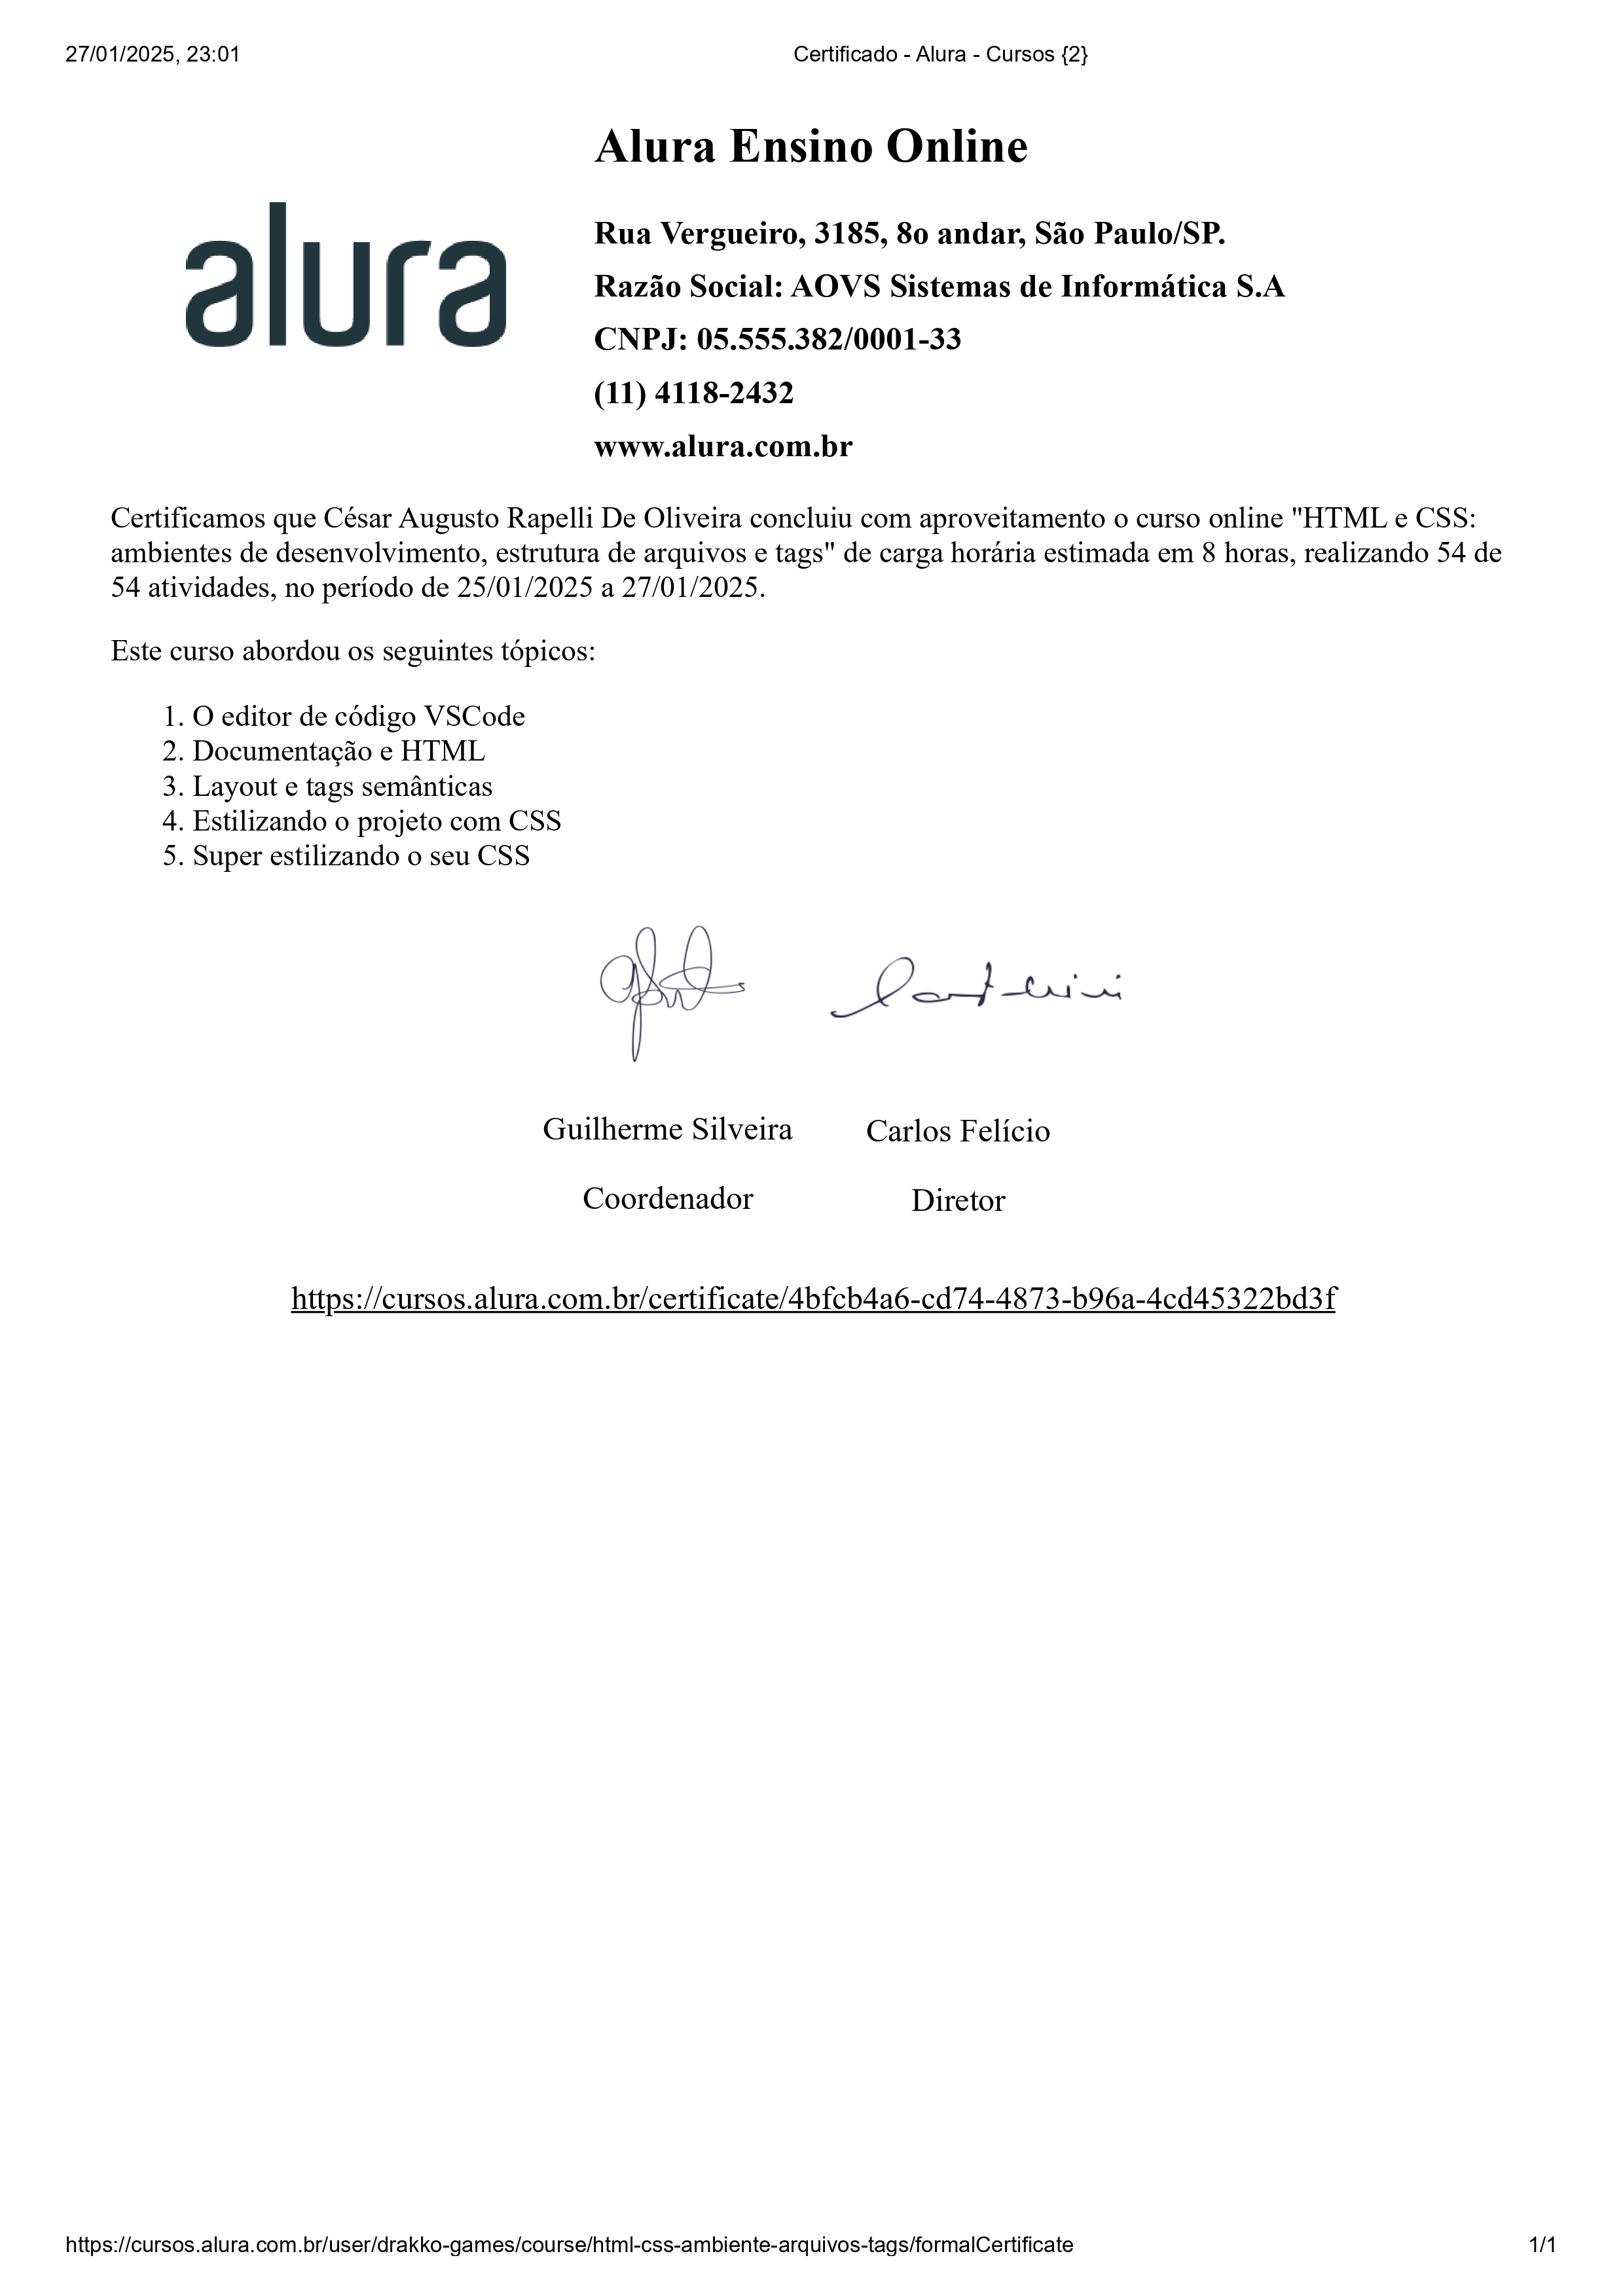 27/01/2025, 23:01
Certificado - Alura - Cursos {2}
alura
Alura Ensino Online
Rua Vergueiro, 3185, 8o andar, São Paulo/SP.
Razão Social: AOVS Sistemas de Informática S.A
CNPJ: 05.555.382/0001-33
(11) 4118-2432
www.alura.com.br
Certificamos que César Augusto Rapelli De Oliveira concluiu com aproveitamento o curso online "HTML e CSS:
ambientes de desenvolvimento, estrutura de arquivos e tags" de carga horária estimada em 8 horas, realizando 54 de
54 atividades, no período de 25/01/2025 a 27/01/2025.
Este curso abordou os seguintes tópicos:
1. O editor de código VSCode
2. Documentação e HTML
3. Layout e tags semânticas
4. Estilizando o projeto com CSS
5. Super estilizando o seu CSS
Guilherme Silveira
Carlos Felício
Coordenador
Diretor
https://cursos.alura.com.br/certificate/4bfcb4a6-cd74-4873-b96a-4cd45322bd3f
https://cursos.alura.com.br/user/drakko-games/course/html-css-ambiente-arquivos-tags/formalCertificate
1/1